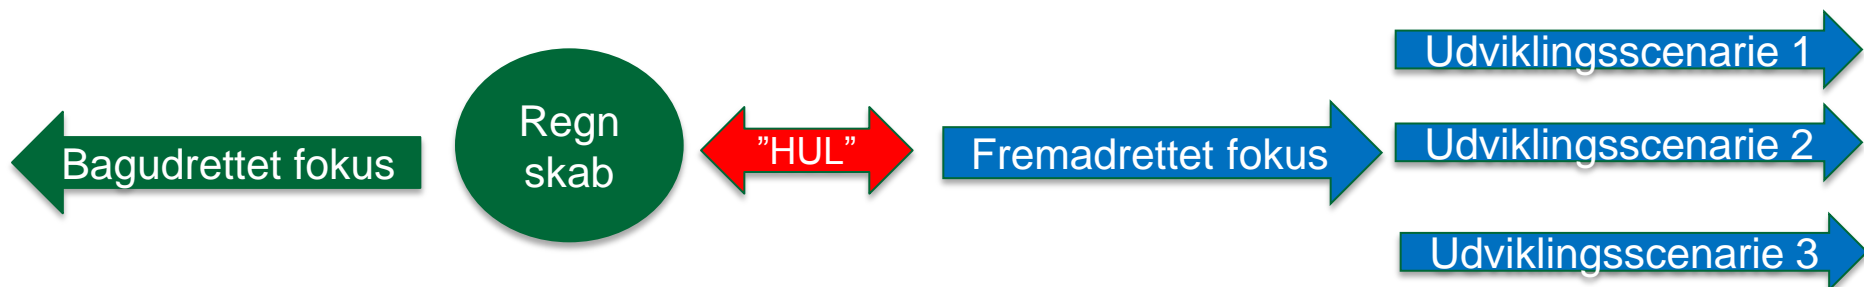 Bagudrettet fokus
Regn
skab
”HUL”
Fremadrettet fokus
Udviklingsscenarie 1
Udviklingsscenarie 2
Udviklingsscenarie 3